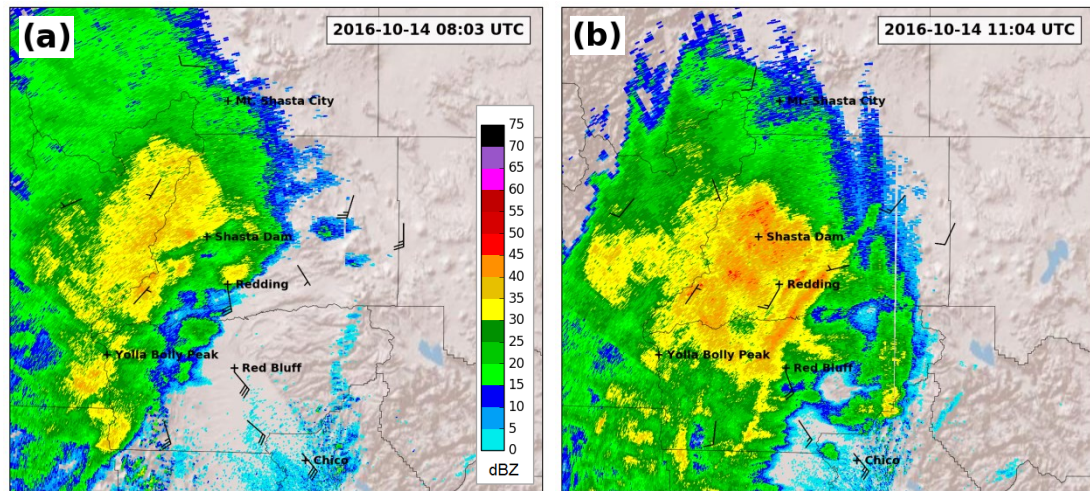 (a)
2016-10-14 08:03 UTC
Mt. Shasta City
Shasta Dam
Redding
Yolla Bolly Peak
Red Bluff
Chico
75
70
65
60
55
50
45
40
35
30
25
20
15
10
5
0
dBZ
(b)
2016-10-14 11:04 UTC
Mt. Shasta City
Shasta Dam
Redding
Yolla Bolly Peak
Red Bluff
Chico